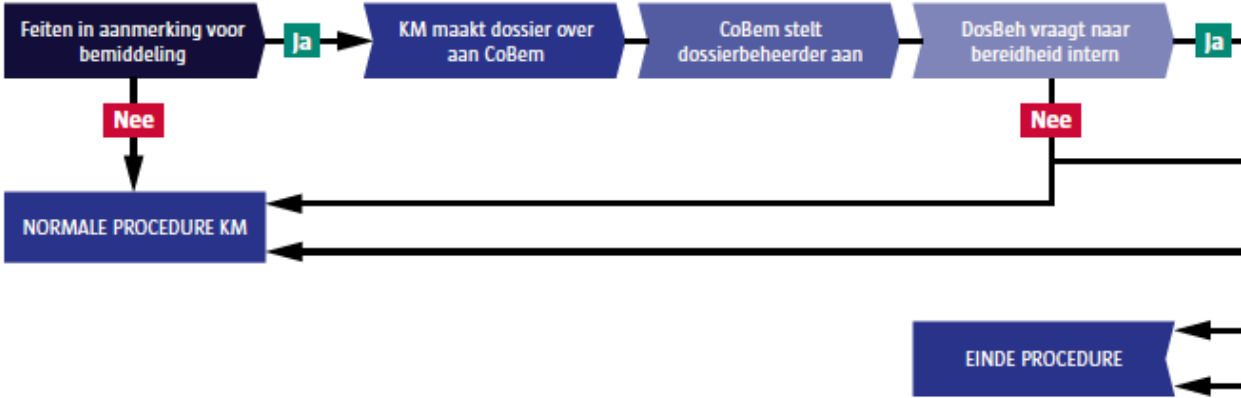 Feiten in aanmerking voor
bemiddeling
Ja
KM maakt dossier over
aan CoBem
CoBem stelt
dossierbeheerder aan
DosBeh vraagt naar
bereidheid intern
Ja
Nee
Nee
NORMALE PROCEDURE KM
EINDE PROCEDURE